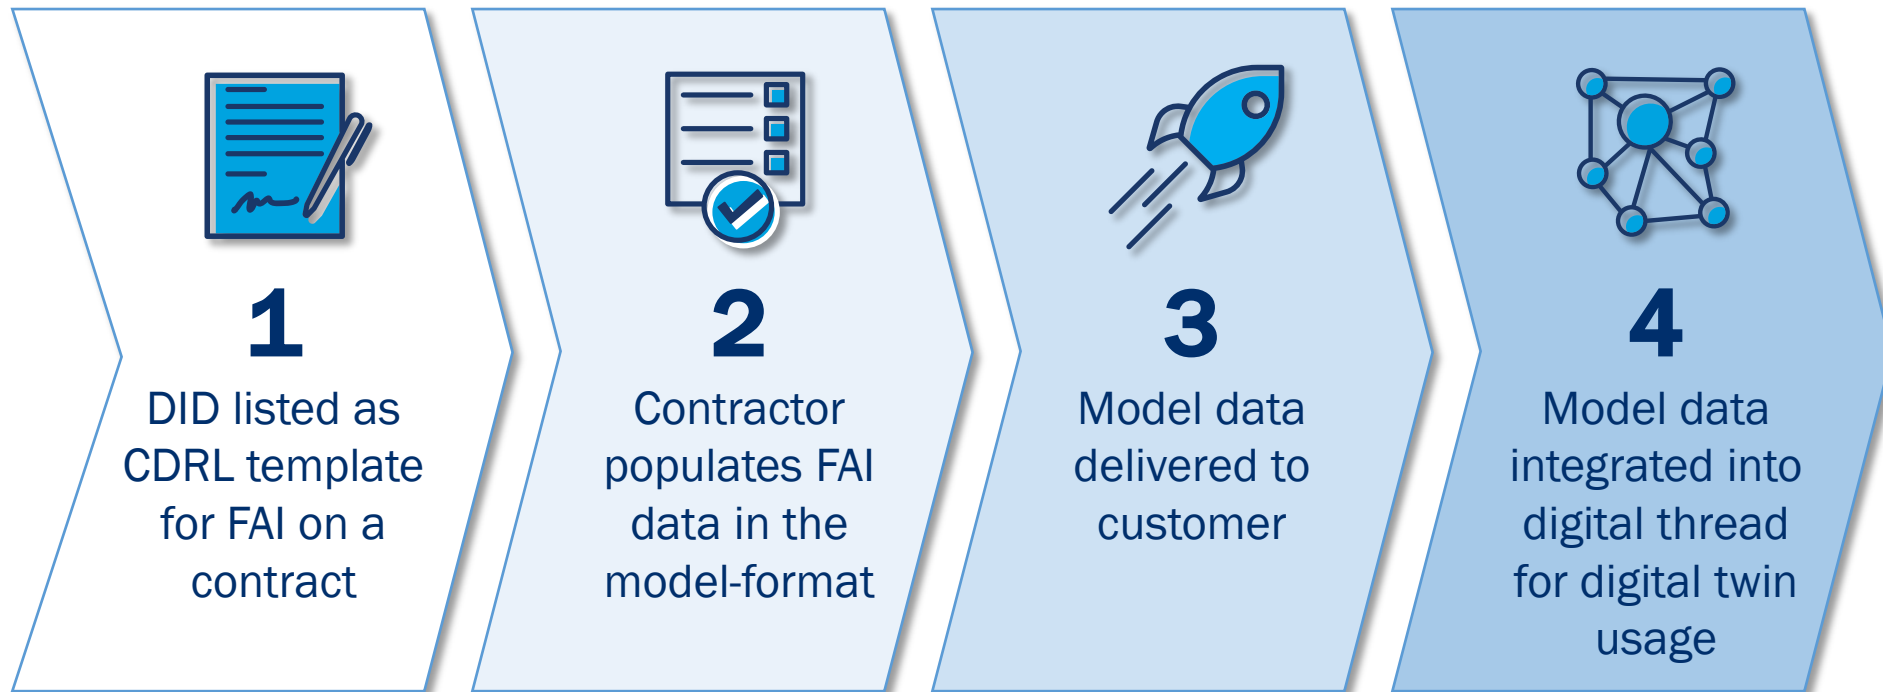 1
DID listed as
CDRL template
for FAI on a
contract
2
Contractor
populates FAI
data in the
model-format
3
Model data
delivered to
customer
4
Model data
integrated into
digital thread
for digital twin
usage